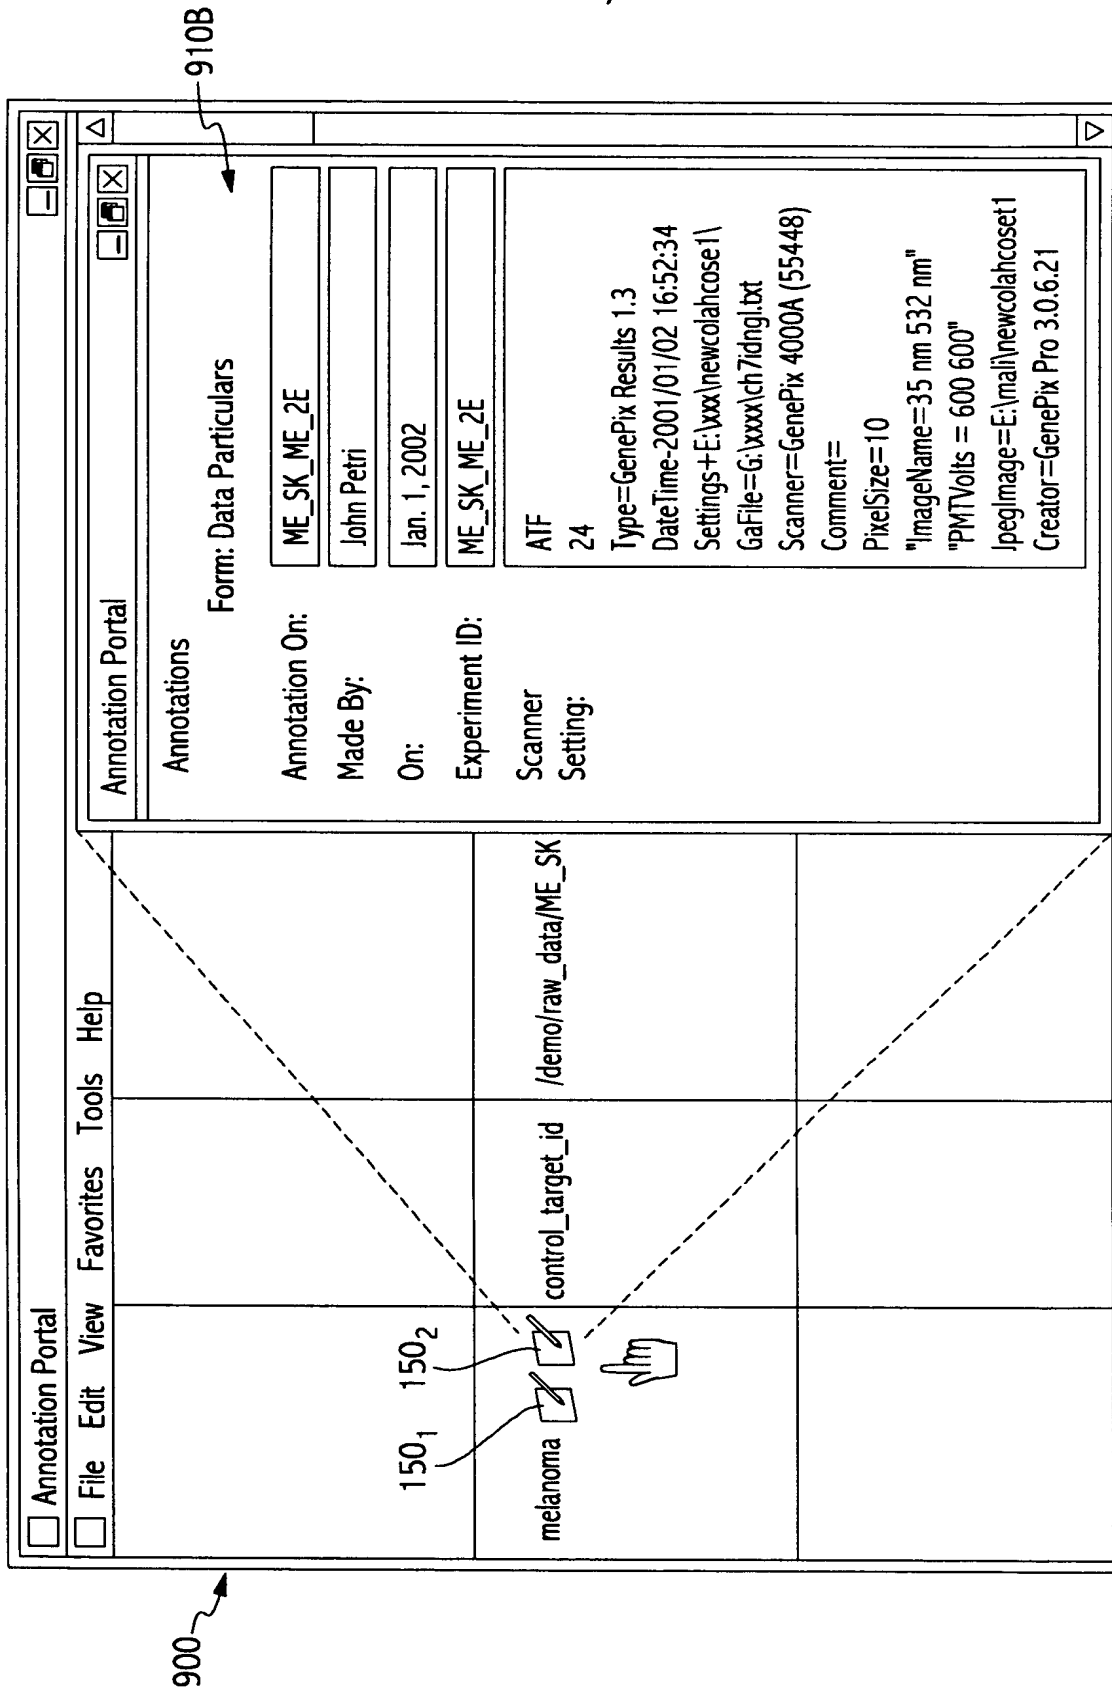 900
910B
Annotation Portal
File Edit View Favorites Tools Help
150₁
150₂
melanoma
control_target_id
/demo/raw_data/ME_SK
Annotation Portal
Annotations
Form: Data Particulars
Annotation On: ME_SK_ME_2E
Made By: John Petri
On: Jan. 1, 2002
Experiment ID: ME_SK_ME_2E
Scanner
Setting:
ATF
24
Type=GenePix Results 1.3
DateTime-2001/01/02 16:52:34
Settings+E:\xxx\newcolahcose1\
GaFile=G:\xxxx\ch7idngl.txt
Scanner=GenePix 4000A (55448)
Comment=
PixelSize=10
"ImageName=35 nm 532 nm"
"PMTVolts = 600 600"
JpegImage=E:\mali\newcolahcoset1
Creator=GenePix Pro 3.0.6.21